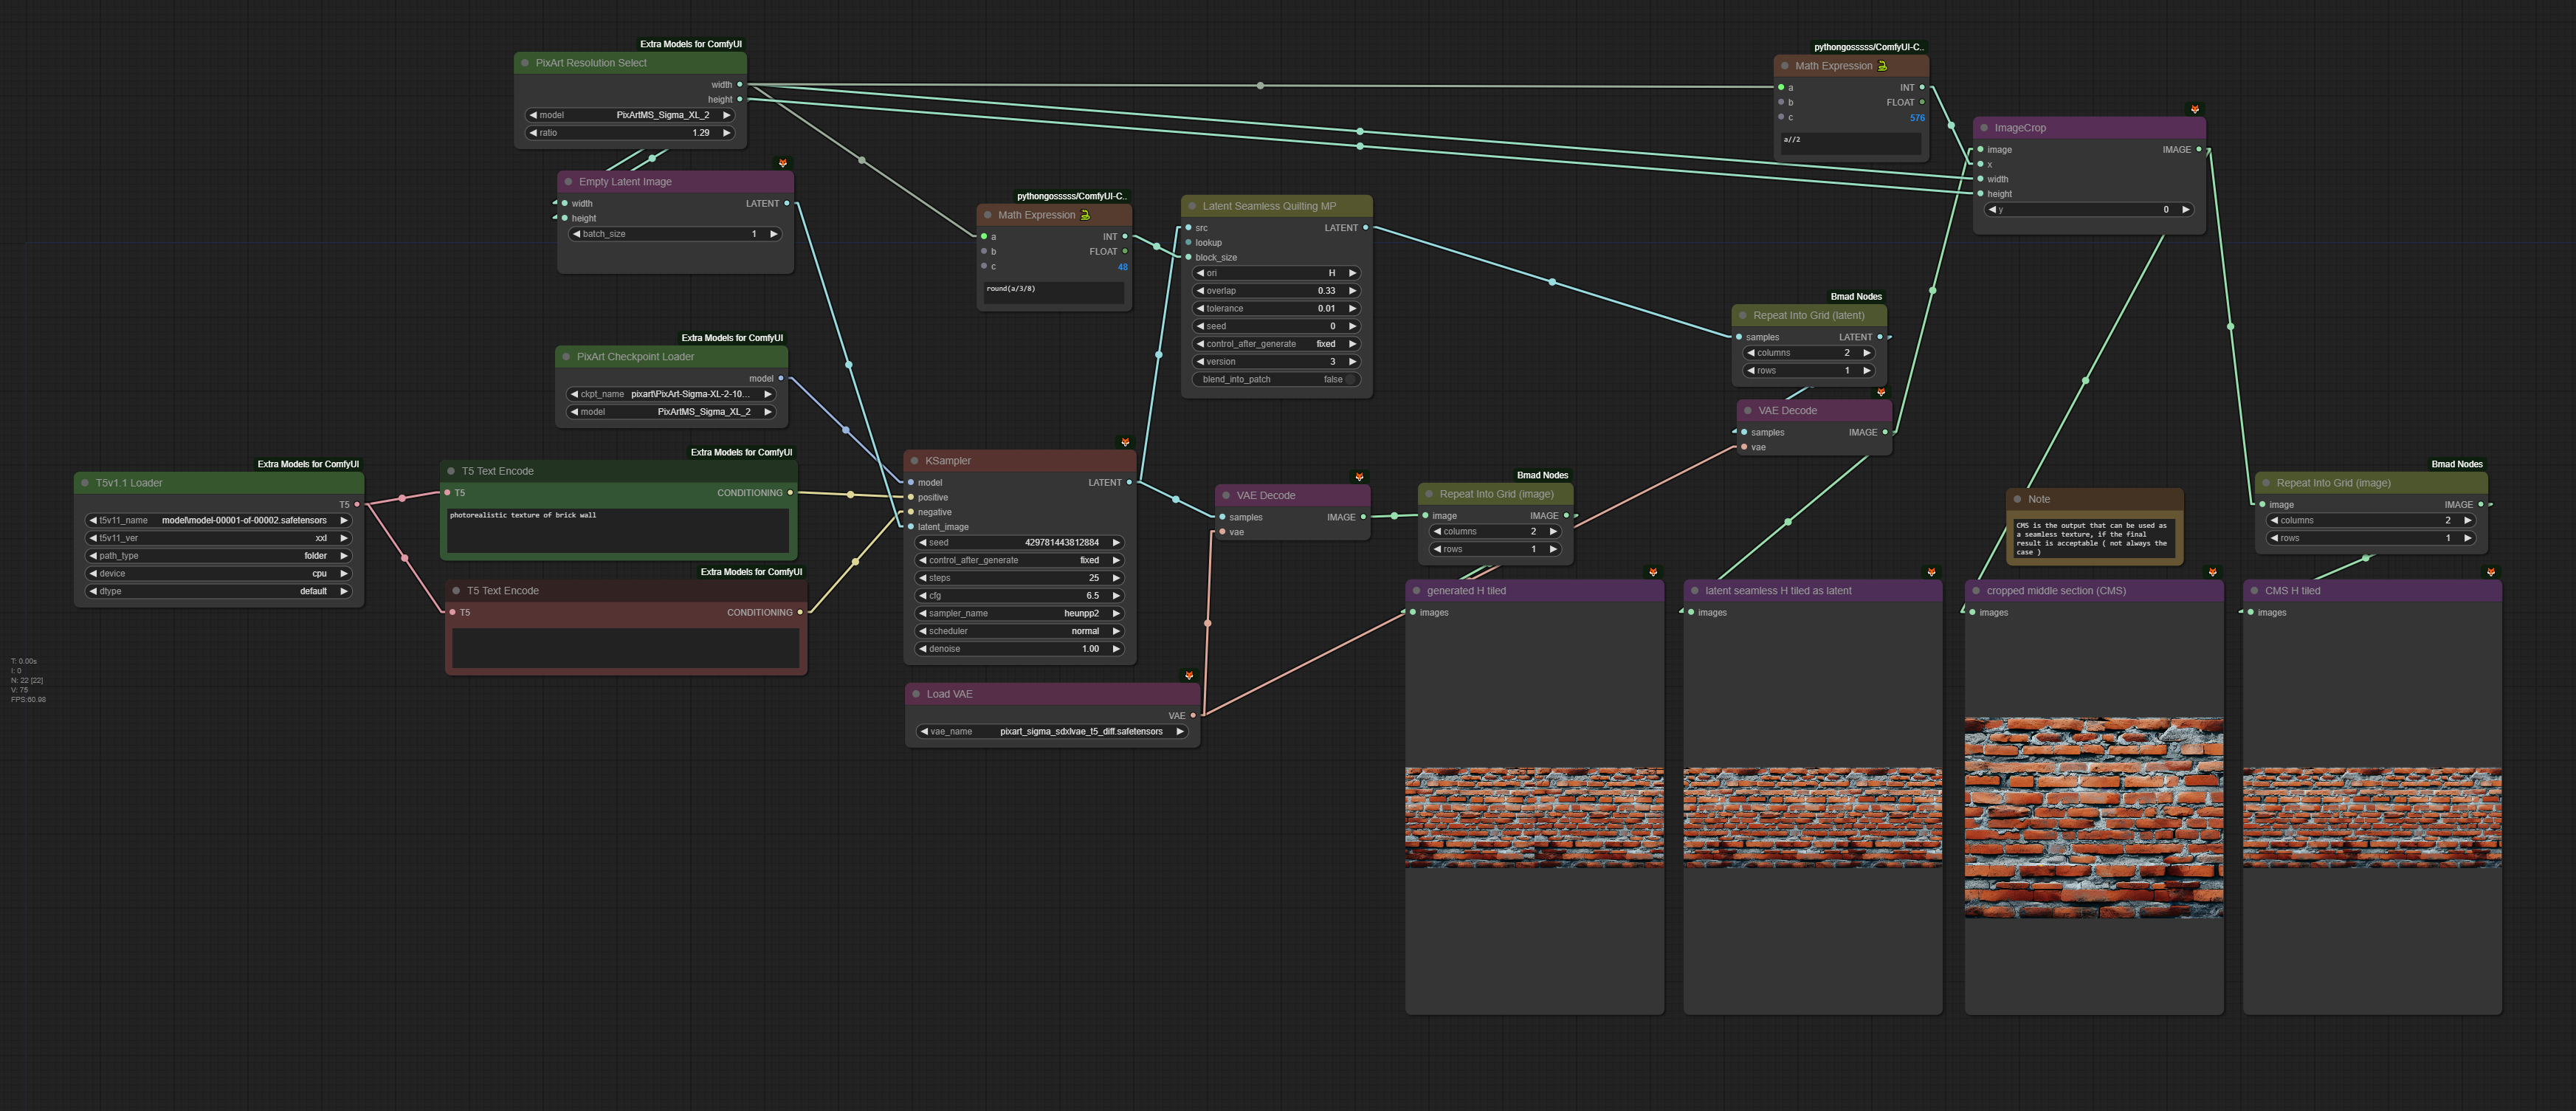 Extra Models for ComfyUI
PixArt Resolution Select
width
height
model PixArtMS_Sigma_XL_2
ratio 1.29
Empty Latent Image
width LATENT
height
batch_size 1
Extra Models for ComfyUI
PixArt Checkpoint Loader
model
ckpt_name pixart\PixArt-Sigma-XL-2-10...
model PixArtMS_Sigma_XL_2
Extra Models for ComfyUI
T5v1.1 Loader
T5
t5v11_name model\model-00001-of-00002.safetensors
t5v11_ver xxl
path_type folder
device cpu
dtype default
Extra Models for ComfyUI
T5 Text Encode
T5 CONDITIONING
photorealistic texture of brick wall
Extra Models for ComfyUI
T5 Text Encode
T5 CONDITIONING
T: 0.00s
I: 0
N: 22 [22]
V: 75
FPS:60.98
KSampler
model LATENT
positive
negative
latent_image
seed 429781443812884
control_after_generate fixed
steps 25
cfg 6.5
sampler_name heunpp2
scheduler normal
denoise 1.00
Load VAE
VAE
vae_name pixart_sigma_sdxlvae_t5_diff.safetensors
pythongosssss/ComfyUI-C..
Math Expression
a INT
b FLOAT
c 48
round(a/3/8)
Latent Seamless Quilting MP
src LATENT
lookup
block_size
ori H
overlap 0.33
tolerance 0.01
seed 0
control_after_generate fixed
version 3
blend_into_patch false
VAE Decode
samples IMAGE
vae
Bmad Nodes
Repeat Into Grid (image)
image IMAGE
columns 2
rows 1
pythongosssss/ComfyUI-C..
Math Expression
a INT
b FLOAT
c 576
a//2
ImageCrop
image IMAGE
x
width
height
y 0
Bmad Nodes
Repeat Into Grid (latent)
samples LATENT
columns 2
rows 1
VAE Decode
samples IMAGE
vae
Note
CMS is the output that can be used as
a seamless texture, if the final
result is acceptable ( not always the
case )
Bmad Nodes
Repeat Into Grid (image)
image IMAGE
columns 2
rows 1
generated H tiled
images
latent seamless H tiled as latent
images
cropped middle section (CMS)
images
CMS H tiled
images